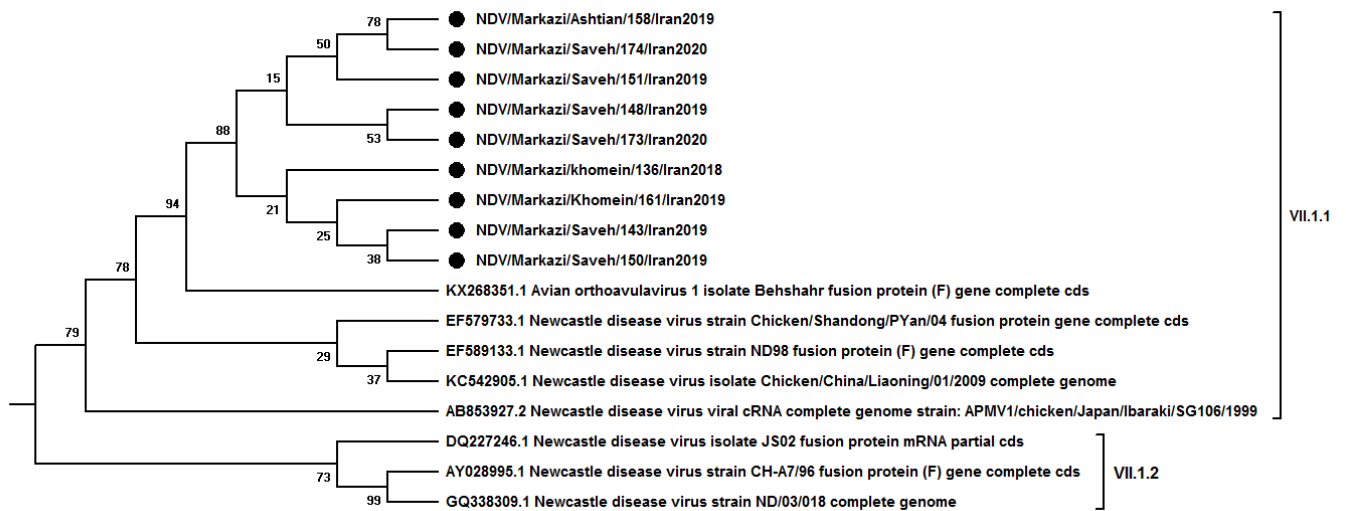 78
NDV/Markazi/Ashtian/158/Iran2019
50
NDV/Markazi/Saveh/174/Iran2020
15
NDV/Markazi/Saveh/151/Iran2019
NDV/Markazi/Saveh/148/Iran2019
88
53
NDV/Markazi/Saveh/173/Iran2020
NDV/Markazi/khomein/136/Iran2018
94
21
NDV/Markazi/Khomein/161/Iran2019
VII.1.1
25
NDV/Markazi/Saveh/143/Iran2019
38
NDV/Markazi/Saveh/150/Iran2019
78
KX268351.1 Avian orthoavulavirus 1 isolate Behshahr fusion protein (F) gene complete cds
79
EF579733.1 Newcastle disease virus strain Chicken/Shandong/PYan/04 fusion protein gene complete cds
29
EF589133.1 Newcastle disease virus strain ND98 fusion protein (F) gene complete cds
37
KC542905.1 Newcastle disease virus isolate Chicken/China/Liaoning/01/2009 complete genome
AB853927.2 Newcastle disease virus viral cRNA complete genome strain: APMV1/chicken/Japan/Ibaraki/SG106/1999
DQ227246.1 Newcastle disease virus isolate JS02 fusion protein mRNA partial cds
73
AY028995.1 Newcastle disease virus strain CH-A7/96 fusion protein (F) gene complete cds
VII.1.2
99
GQ338309.1 Newcastle disease virus strain ND/03/018 complete genome